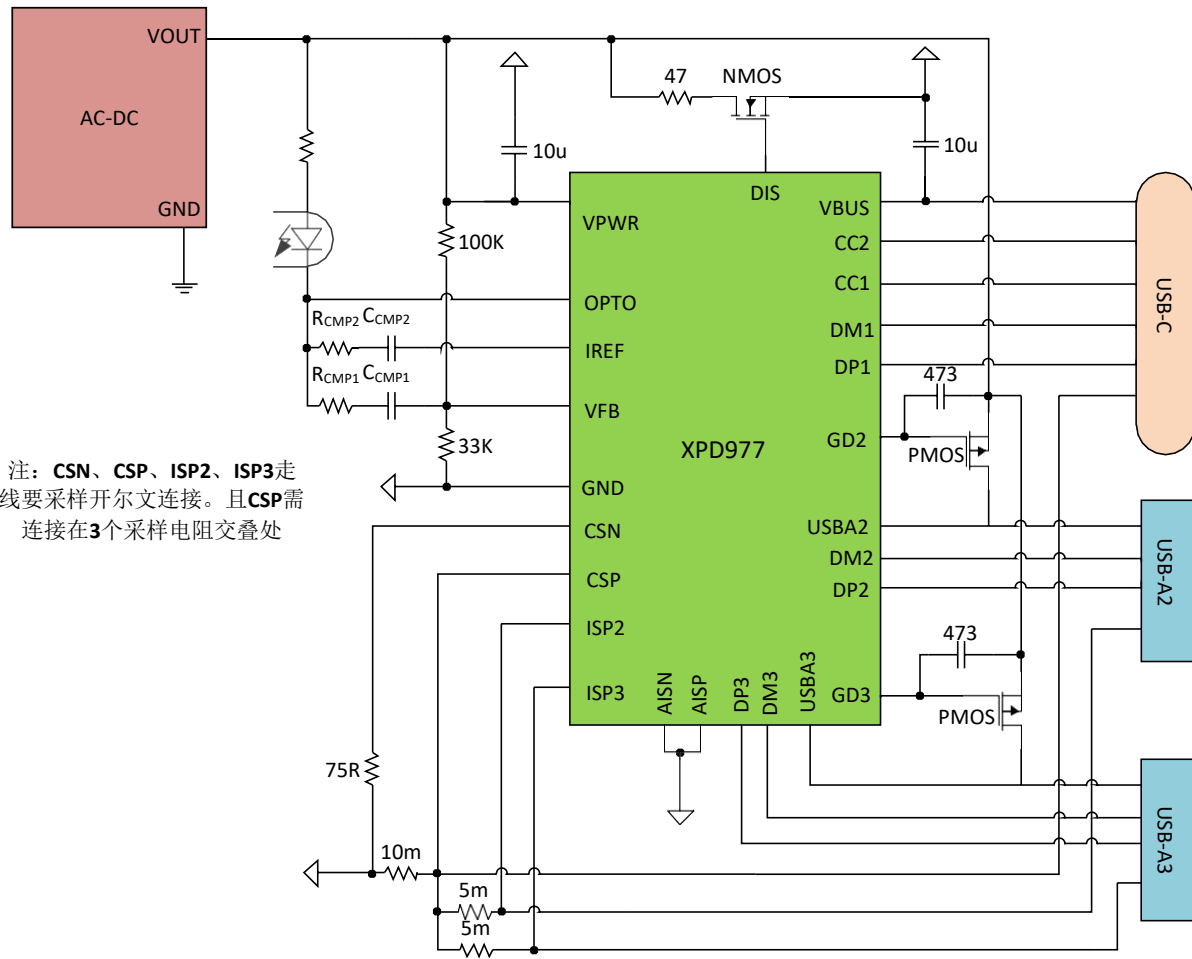 VOUT
AC-DC
GND
47
NMOS
10u
10u
DIS
VPWR
VBUS
CC2
CC1
DM1
DP1
100K
OPTO
RCMP2 CCMP2
IREF
RCMP1 CCMP1
VFB
33K
GND
XPD977
473
GD2
PMOS
USB-C
注：CSN、CSP、ISP2、ISP3走
线要采样开尔文连接。且CSP需
连接在3个采样电阻交叠处
CSN
CSP
ISP2
ISP3
USBA2
DM2
DP2
USB-A2
473
GD3
PMOS
AISN
AISP
DP3
DM3
USBA3
75R
10m
5m
5m
USB-A3